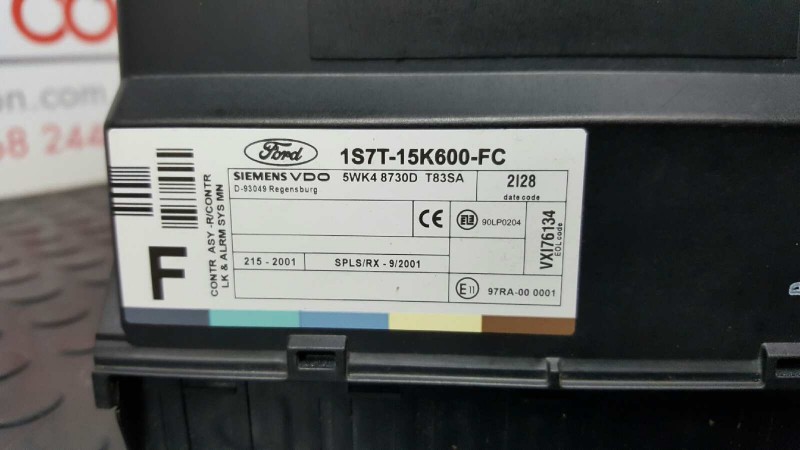 CO
on.com
68 244
Ford
1S7T-15K600-FC
SIEMENS VDO 5WK4 8730D T83SA
D-93049 Regensburg
2I28
date code
CE
90LP0204
VXI76134
EOL code
215 - 2001
SPLS/RX - 9/2001
E11
97RA-00 0001
F
CONTR ASY -R/CONTR
LK & ALRM SYS MN